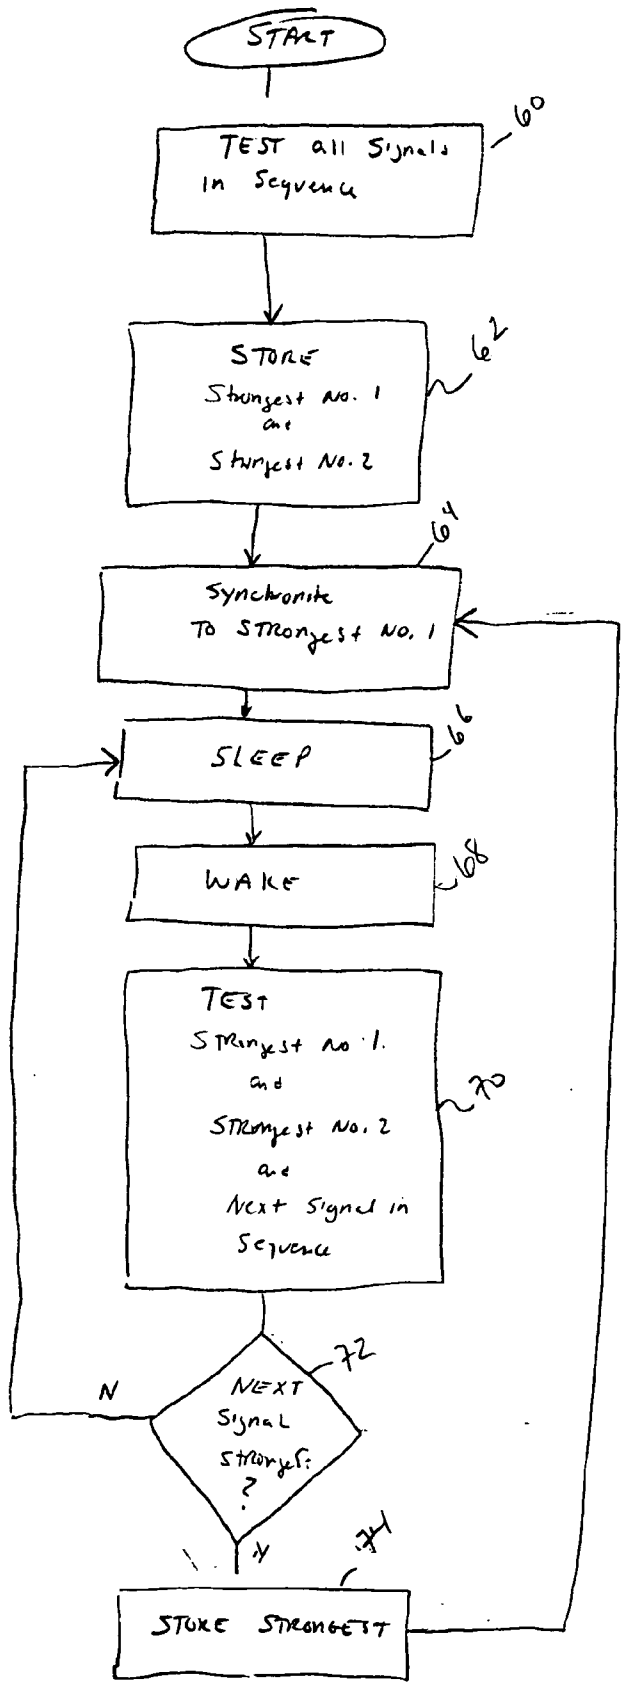 START
60
TEST all Signals
in Sequence
62
STORE
Strongest No. 1
and
Strongest No. 2
64
Synchronize
To STRongest No. 1
66
SLEEP
68
WAKE
70
TEST
STRongest No. 1.
and
STRongest No. 2
and
Next Signal in
Sequence
72
N
NEXT
Signal
strongest
?
Y
74
STORE STRONGEST